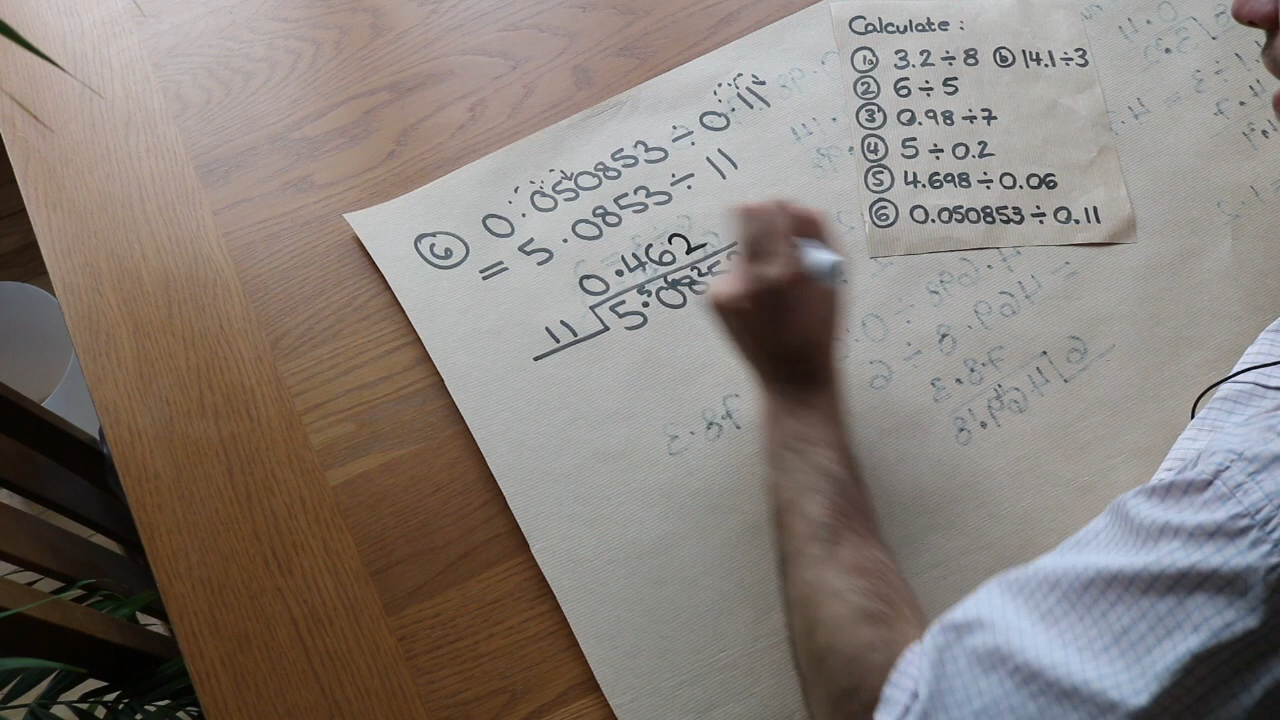 Calculate :
1a 3.2 ÷ 8 b 14.1 ÷ 3
2 6 ÷ 5
3 0.98 ÷ 7
4 5 ÷ 0.2
5 4.698 ÷ 0.06
6 0.050853 ÷ 0.11
6 0.050853 ÷ 0.11
= 5.0853 ÷ 11
0.462
11 5.085